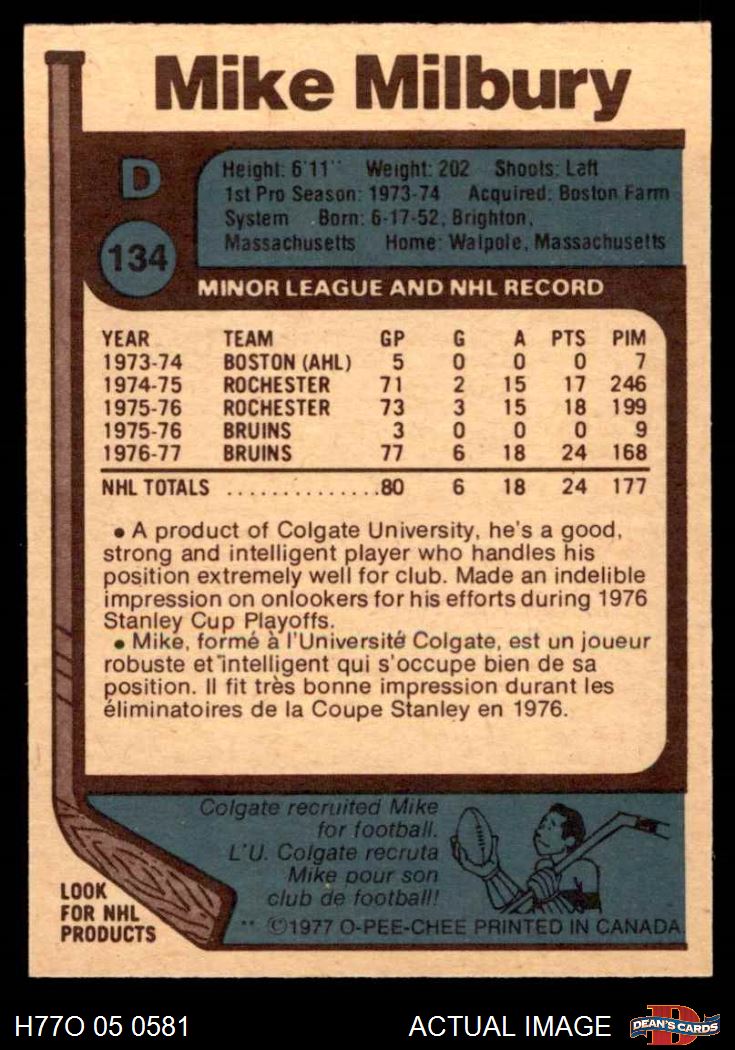 Mike Milbury
D
134
Height: 6'11" Weight: 202 Shoots: Left
1st Pro Season: 1973-74 Acquired: Boston Farm
System Born: 6-17-52, Brighton,
Massachusetts Home: Walpole, Massachusetts
MINOR LEAGUE AND NHL RECORD
YEAR TEAM GP G A PTS PIM
1973-74 BOSTON (AHL) 5 0 0 0 7
1974-75 ROCHESTER 71 2 15 17 246
1975-76 ROCHESTER 73 3 15 18 199
1975-76 BRUINS 3 0 0 0 9
1976-77 BRUINS 77 6 18 24 168
NHL TOTALS ..............80 6 18 24 177
• A product of Colgate University, he's a good,
strong and intelligent player who handles his
position extremely well for club. Made an indelible
impression on onlookers for his efforts during 1976
Stanley Cup Playoffs.
• Mike, formé à l'Université Colgate, est un joueur
robuste et intelligent qui s'occupe bien de sa
position. Il fit très bonne impression durant les
éliminatoires de la Coupe Stanley en 1976.
Colgate recruited Mike
for football.
L'U. Colgate recruta
Mike pour son
club de football!
LOOK
FOR NHL
PRODUCTS
** ©1977 O-PEE-CHEE PRINTED IN CANADA
H77O 05 0581 ACTUAL IMAGE
D
DEAN'S CARDS